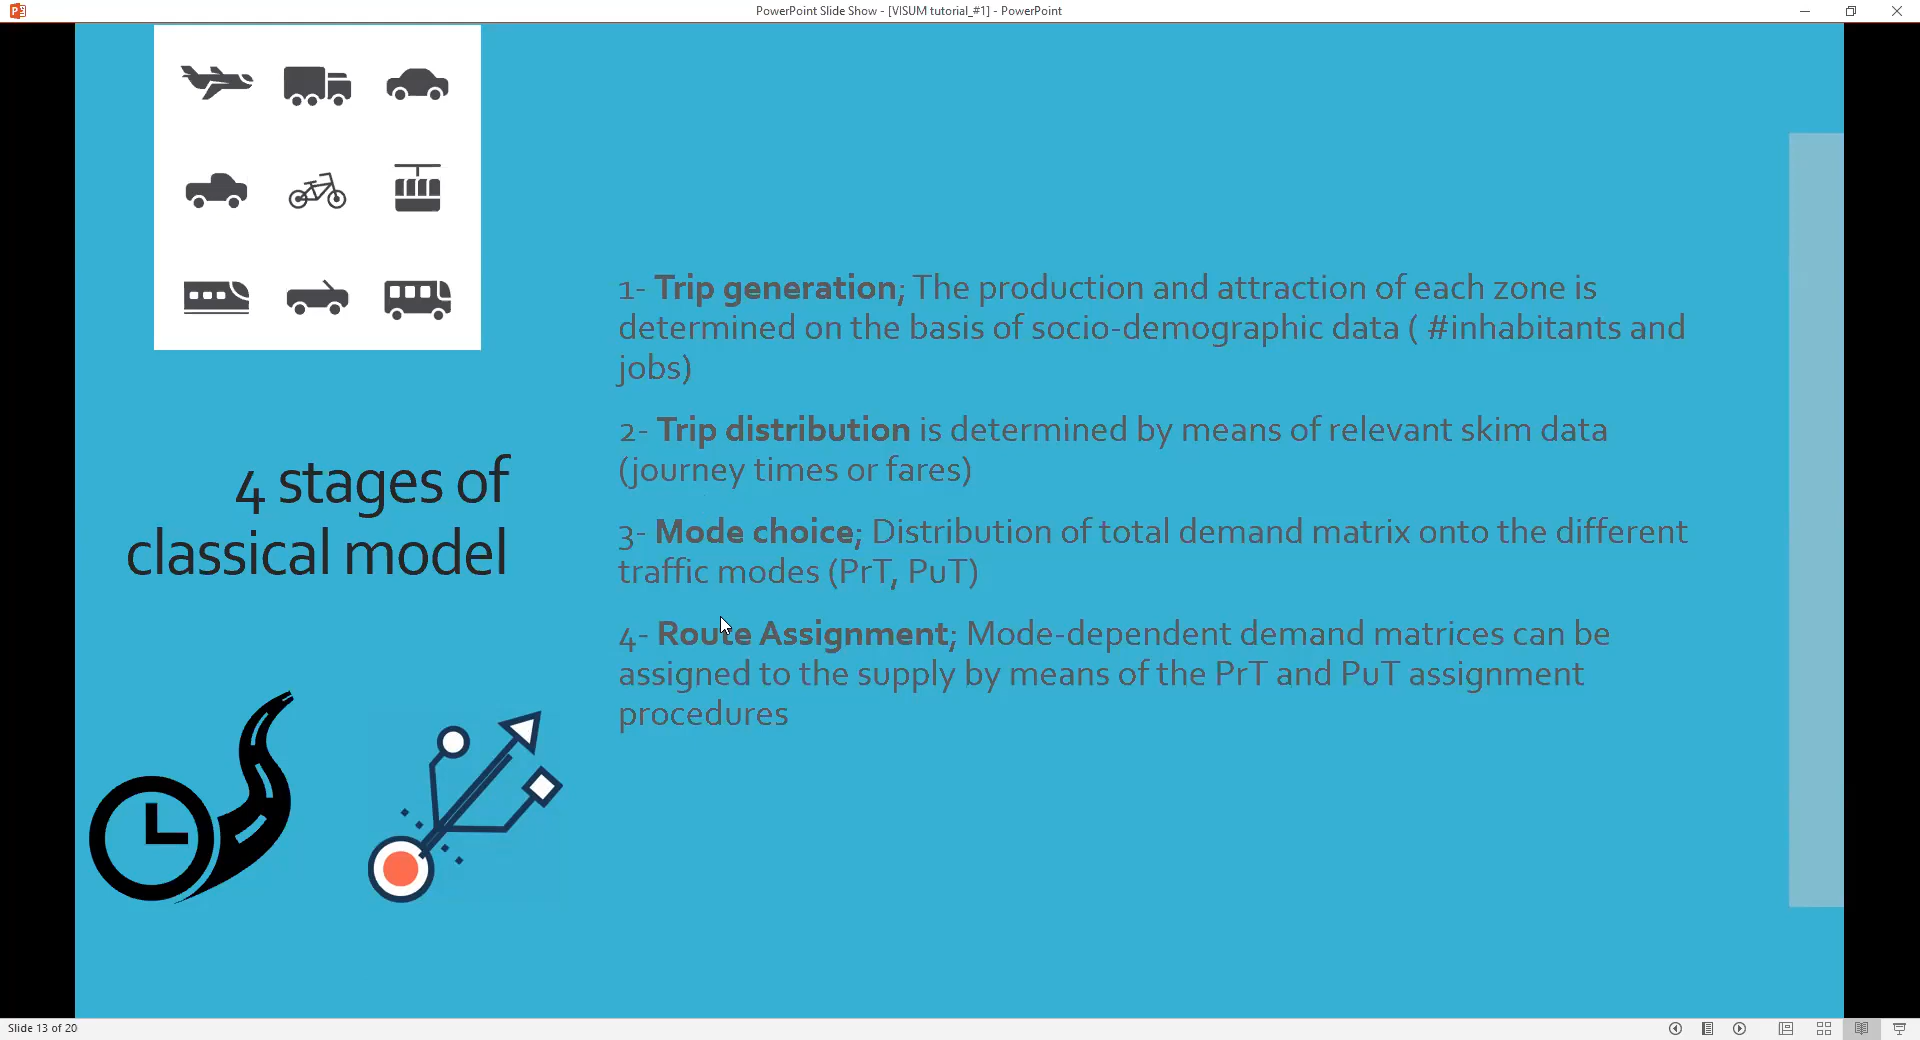 PowerPoint Slide Show - [VISUM tutorial_#1] - PowerPoint
4 stages of
classical model
1- Trip generation; The production and attraction of each zone is
determined on the basis of socio-demographic data ( #inhabitants and
jobs)
2- Trip distribution is determined by means of relevant skim data
(journey times or fares)
3- Mode choice; Distribution of total demand matrix onto the different
traffic modes (PrT, PuT)
4- Route Assignment; Mode-dependent demand matrices can be
assigned to the supply by means of the PrT and PuT assignment
procedures
Slide 13 of 20